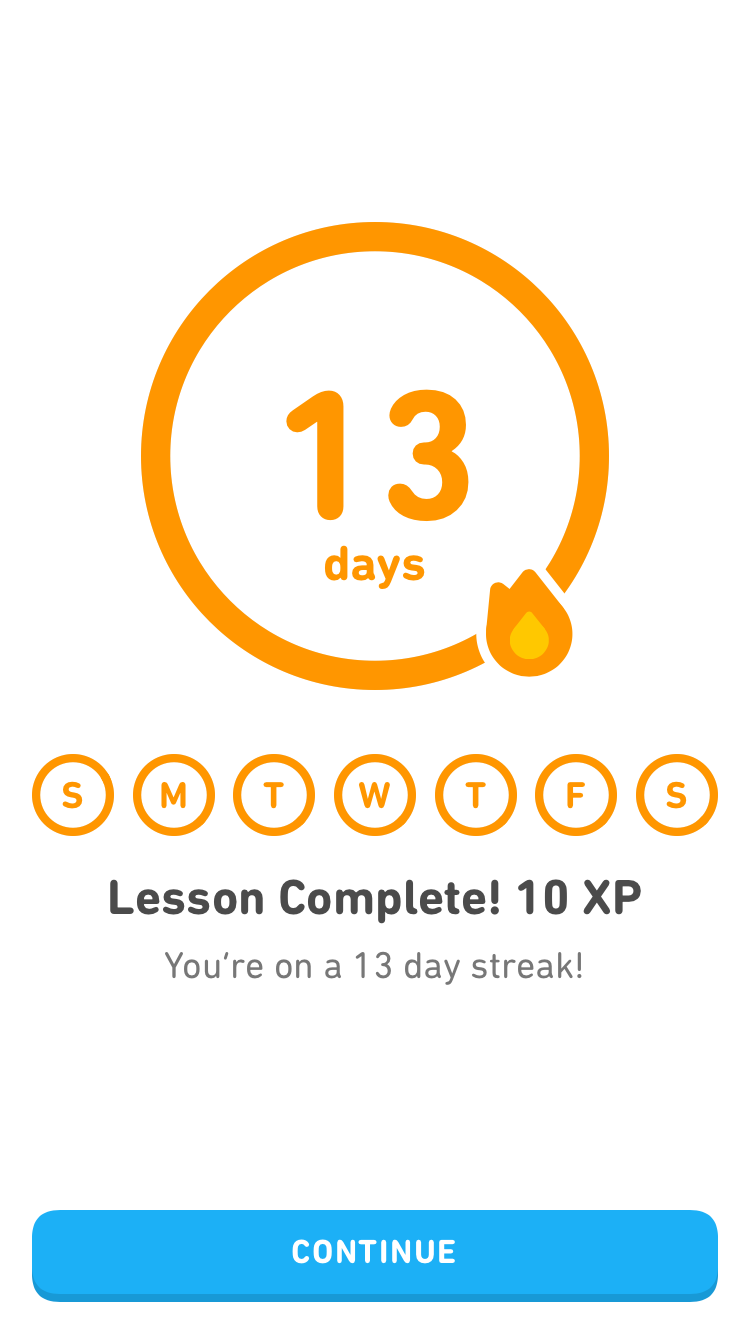 13
days
S M T W T F S
Lesson Complete! 10 XP
You’re on a 13 day streak!
CONTINUE